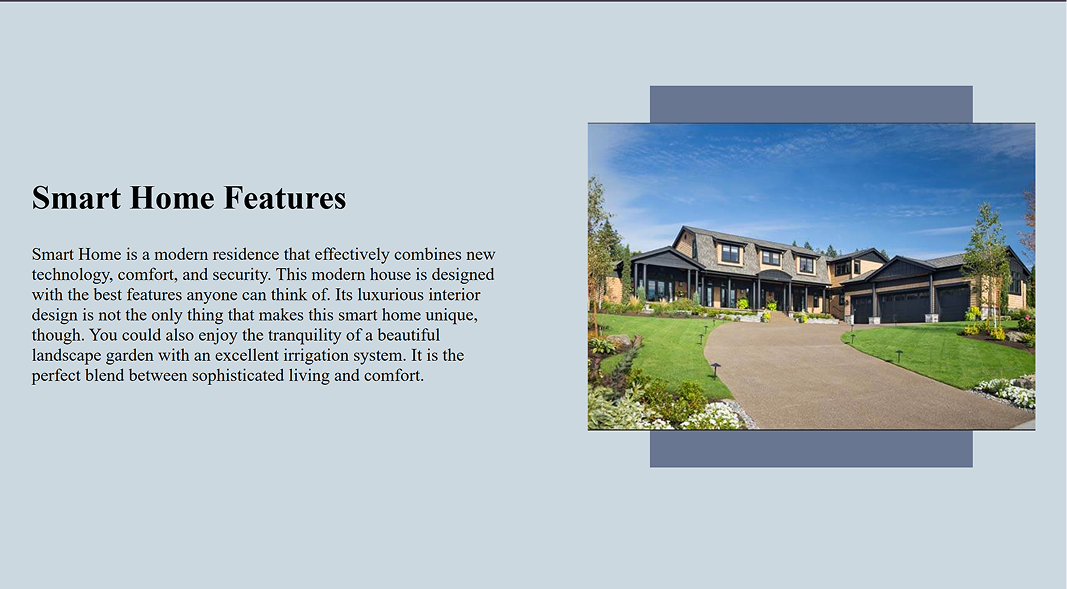 Smart Home Features
Smart Home is a modern residence that effectively combines new
technology, comfort, and security. This modern house is designed
with the best features anyone can think of. Its luxurious interior
design is not the only thing that makes this smart home unique,
though. You could also enjoy the tranquility of a beautiful
landscape garden with an excellent irrigation system. It is the
perfect blend between sophisticated living and comfort.